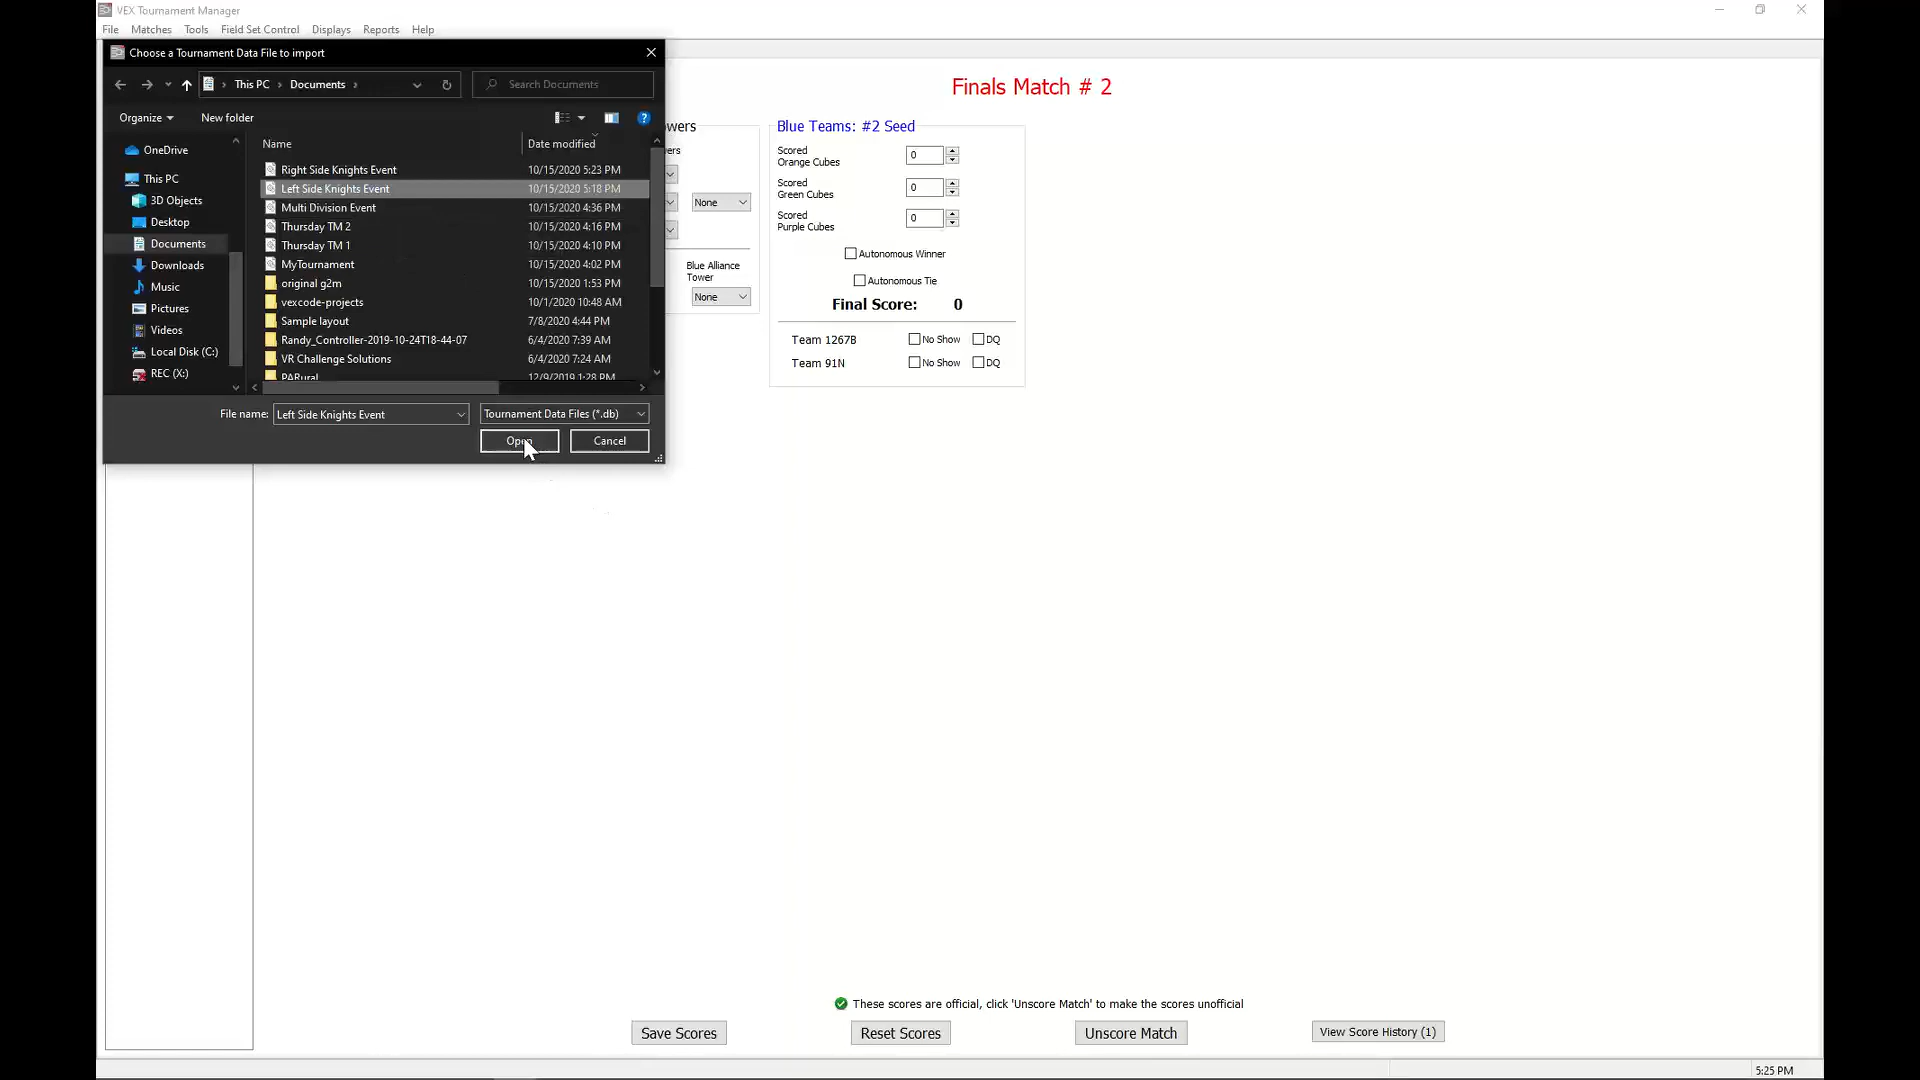 VEX Tournament Manager
File Matches Tools Field Set Control Displays Reports Help
Choose a Tournament Data File to import
This PC Documents
Search Documents
Organize New folder
Name Date modified
OneDrive
This PC
3D Objects
Desktop
Documents
Downloads
Music
Pictures
Videos
Local Disk (C:)
REC (X:)
Right Side Knights Event 10/15/2020 5:23 PM
Left Side Knights Event 10/15/2020 5:18 PM
Multi Division Event 10/15/2020 4:36 PM
Thursday TM 2 10/15/2020 4:16 PM
Thursday TM 1 10/15/2020 4:10 PM
MyTournament 10/15/2020 4:02 PM
original g2m 10/15/2020 1:53 PM
vexcode-projects 10/1/2020 10:48 AM
Sample layout 7/8/2020 4:44 PM
Randy_Controller-2019-10-24T18-44-07 6/4/2020 7:39 AM
VR Challenge Solutions 6/4/2020 7:24 AM
PARural 12/9/2019 1:28 PM
File name: Left Side Knights Event Tournament Data Files (*.db)
Open Cancel
Finals Match # 2
wers
ers
None
Blue Alliance
Tower
None
Blue Teams: #2 Seed
Scored
Orange Cubes 0
Scored
Green Cubes 0
Scored
Purple Cubes 0
Autonomous Winner
Autonomous Tie
Final Score: 0
Team 1267B No Show DQ
Team 91N No Show DQ
These scores are official, click 'Unscore Match' to make the scores unofficial
Save Scores Reset Scores Unscore Match View Score History (1)
5:25 PM